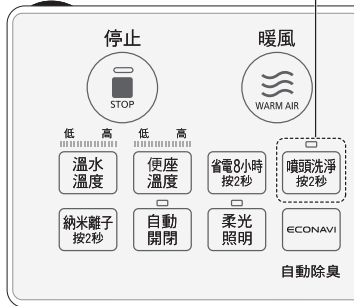 停止
暖風
STOP
WARM AIR
低 高
低 高
溫水
溫度
便座
溫度
省電8小時
按2秒
噴頭洗淨
按2秒
納米離子
按2秒
自動
開閉
柔光
照明
ECONAVI
自動除臭